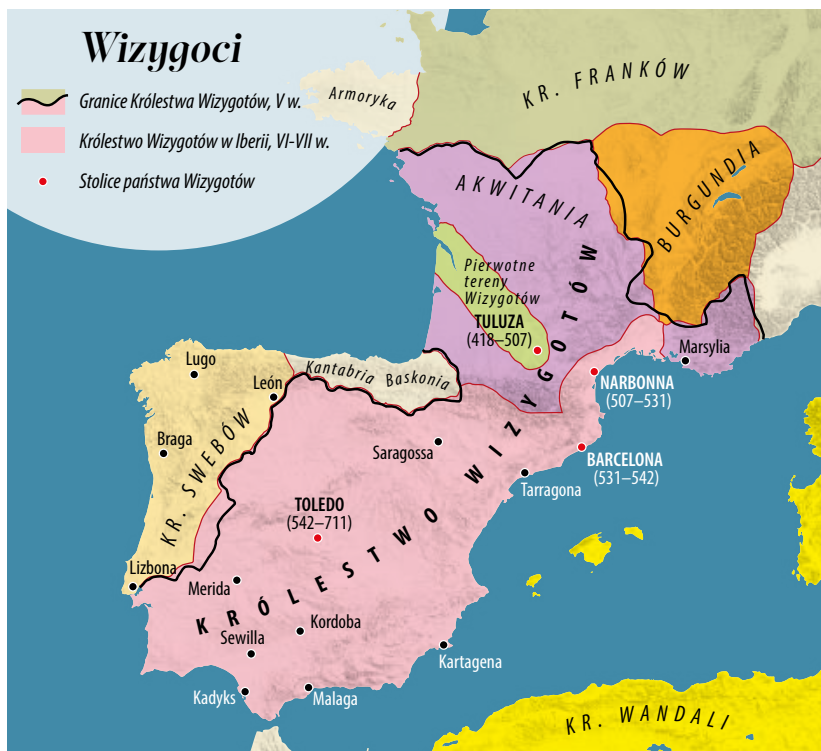 Wizygoci
Granice Królestwa Wizygotów, V w.
Królestwo Wizygotów w Iberii, VI-VII w.
Stolice państwa Wizygotów
Armoryka
KR. FRANKÓW
AKWITANIA
BURGUNDIA
Pierwotne
tereny
Wizygotów
TULUZA
(418–507)
Marsylia
NARBONNA
(507–531)
Lugo
León
Kantabria
Baskonia
Braga
KR. SWEBÓW
Saragossa
BARCELONA
(531–542)
Tarragona
TOLEDO
(542–711)
KRÓLESTWO WIZYGOTÓW
Lizbona
Merida
Kordoba
Sewilla
Kartagena
Kadyks
Malaga
KR. WANDALI